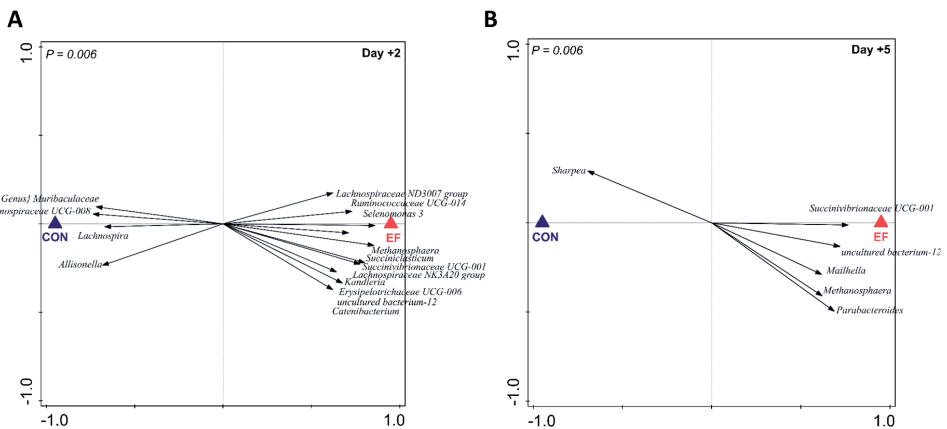 A
B
P = 0.006
Day +2
1.0
-1.0
Genus} Muribaculaceae
nospiraceae UCG-008
CON
Lachnospira
Allisonella
Lachnospiraceae ND3007 group
Ruminococcaceae UCG-014
Selenomonas 3
EF
Methanosphaera
Succiniclasticum
Succinivibrionaceae UCG-001
Lachnospiraceae NK3A20 group
Kandleria
Erysipelotrichaceae UCG-006
uncultured bacterium-12
Catenibacterium
-1.0
1.0
P = 0.006
Day +5
1.0
-1.0
Sharpea
CON
Succinivibrionaceae UCG-001
EF
uncultured bacterium-12
Mailhella
Methanosphaera
Parabacteroides
-1.0
1.0